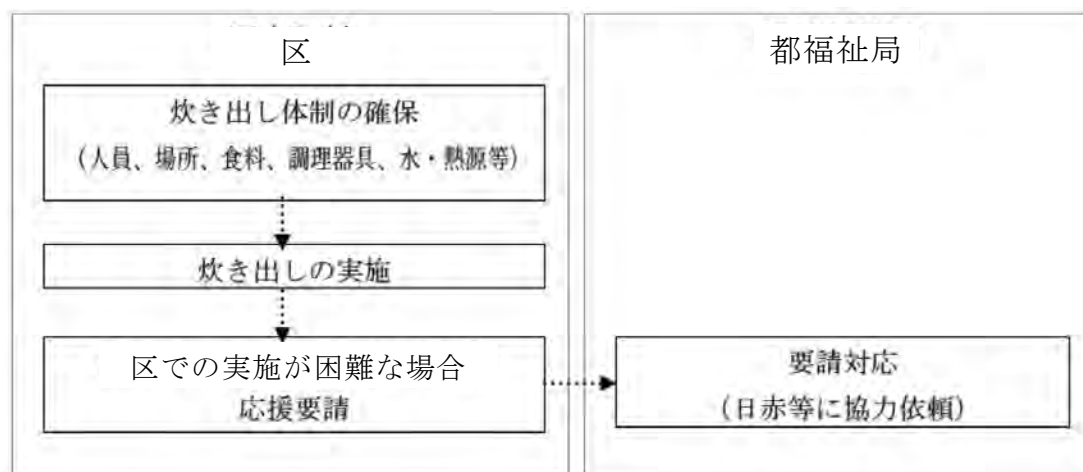 区
都福祉局
炊き出し体制の確保
(人員、場所、食料、調理器具、水・熱源等)
炊き出しの実施
区での実施が困難な場合
応援要請
要請対応
(日赤等に協力依頼)